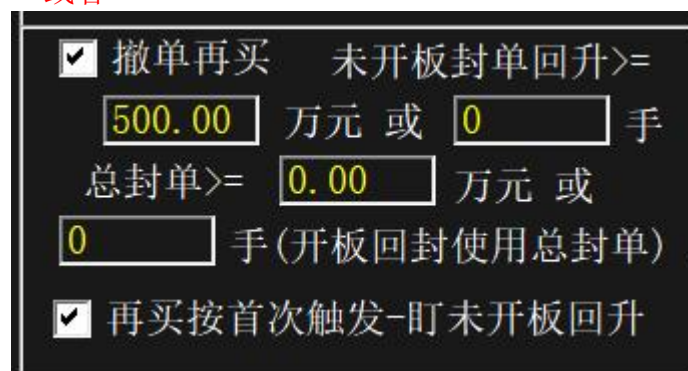 撤单再买 未开板封单回升>=
500.00 万元 或 0 手
总封单>= 0.00 万元 或
0 手(开板回封使用总封单)
再买按首次触发-盯未开板回升